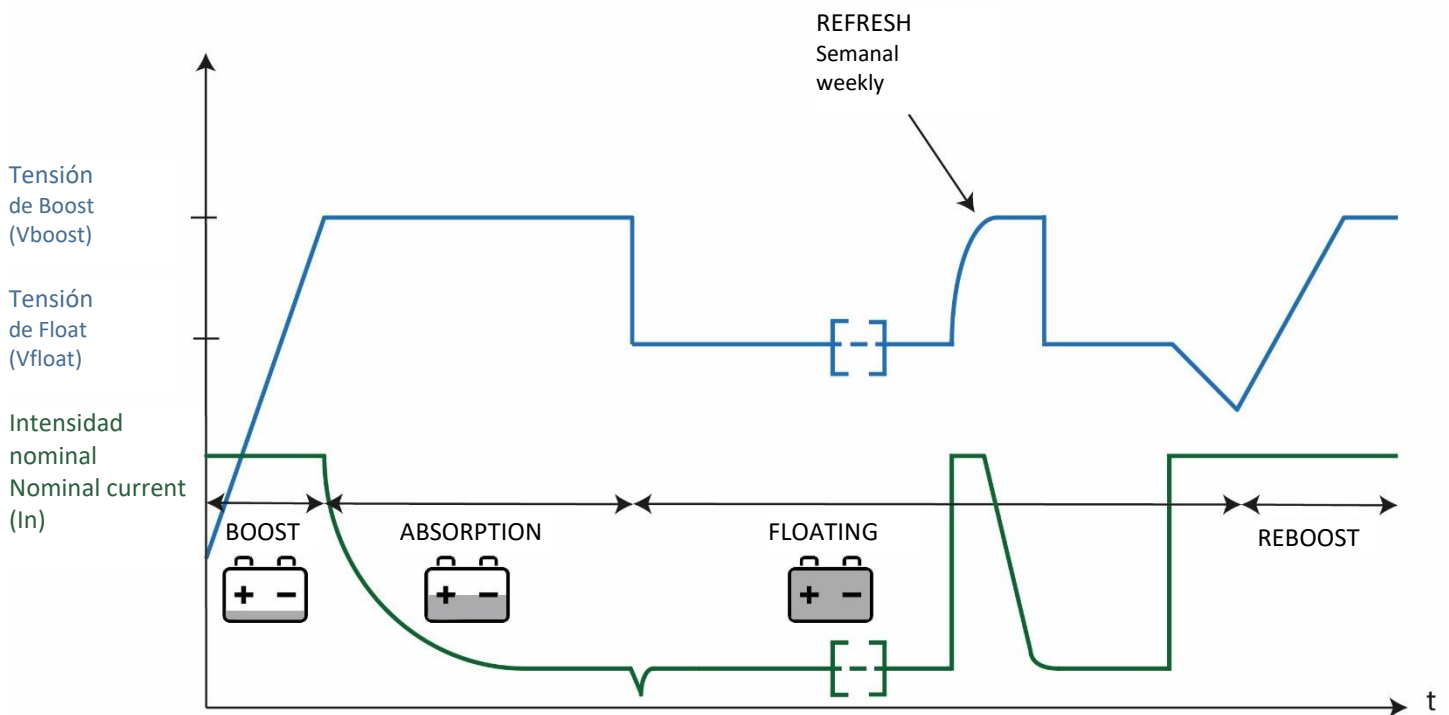 REFRESH
Semanal
weekly
Tensión
de Boost
(Vboost)
Tensión
de Float
(Vfloat)
Intensidad
nominal
Nominal current
(In)
BOOST
ABSORPTION
FLOATING
REBOOST
+ −
+ −
+ −
t